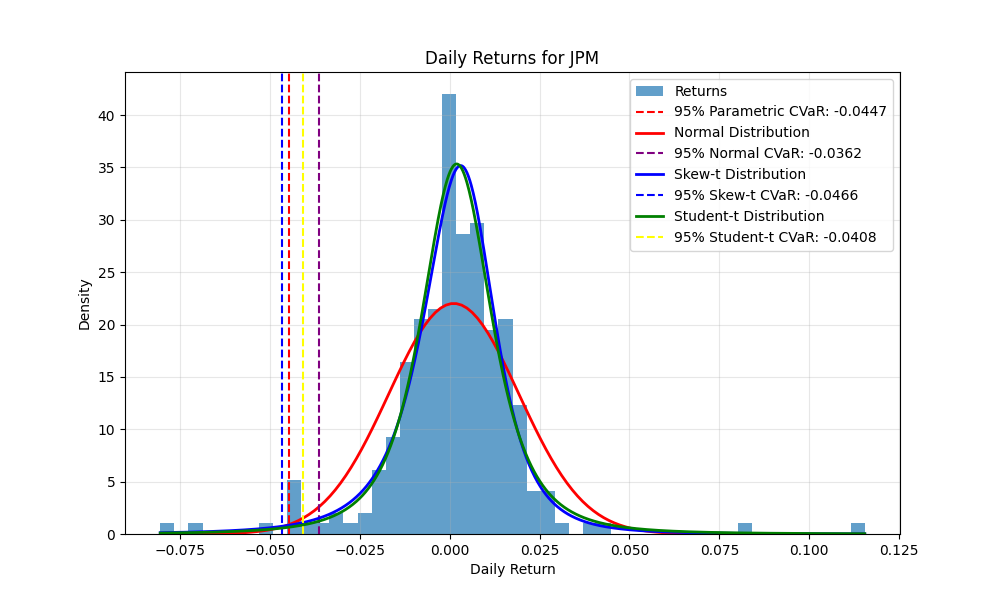 Daily Returns for JPM
Returns
95% Parametric CVaR: -0.0447
Normal Distribution
95% Normal CVaR: -0.0362
Skew-t Distribution
95% Skew-t CVaR: -0.0466
Student-t Distribution
95% Student-t CVaR: -0.0408
Density
40
35
30
25
20
15
10
5
0
−0.075
−0.050
−0.025
0.000
0.025
0.050
0.075
0.100
0.125
Daily Return